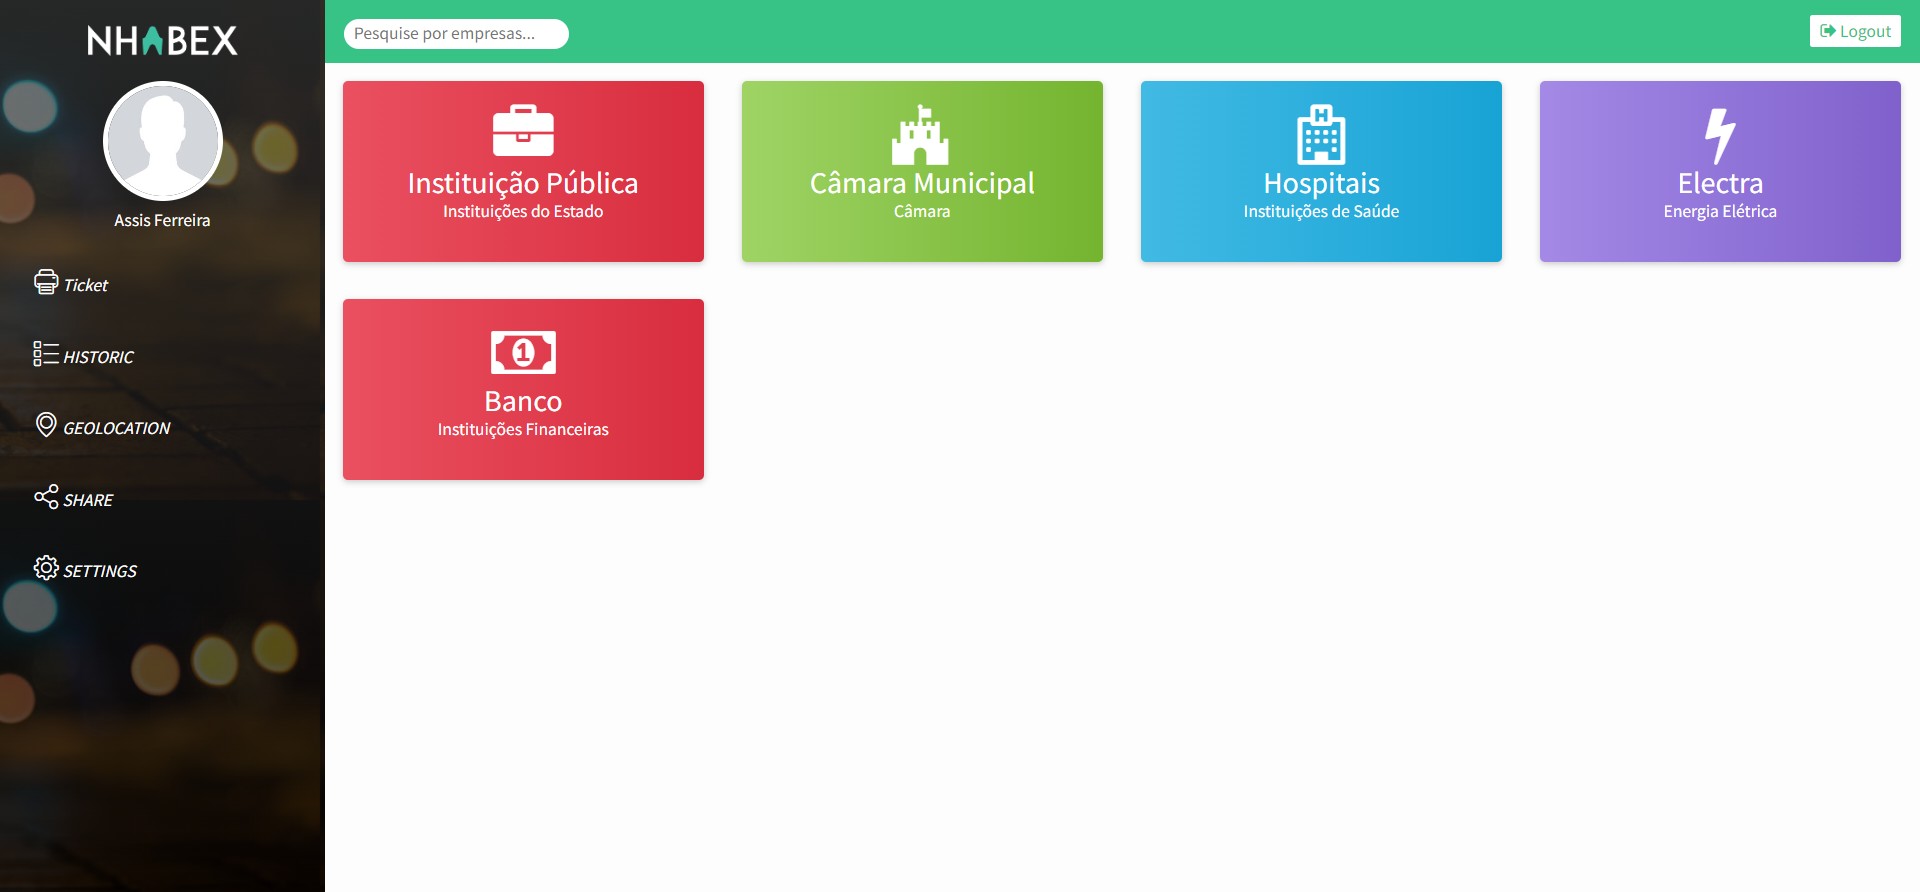 NHABEX
Assis Ferreira
Ticket
HISTORIC
GEOLOCATION
SHARE
SETTINGS
Pesquise por empresas...
Logout
Instituição Pública
Instituições do Estado
Câmara Municipal
Câmara
H
Hospitais
Instituições de Saúde
Electra
Energia Elétrica
1
Banco
Instituições Financeiras